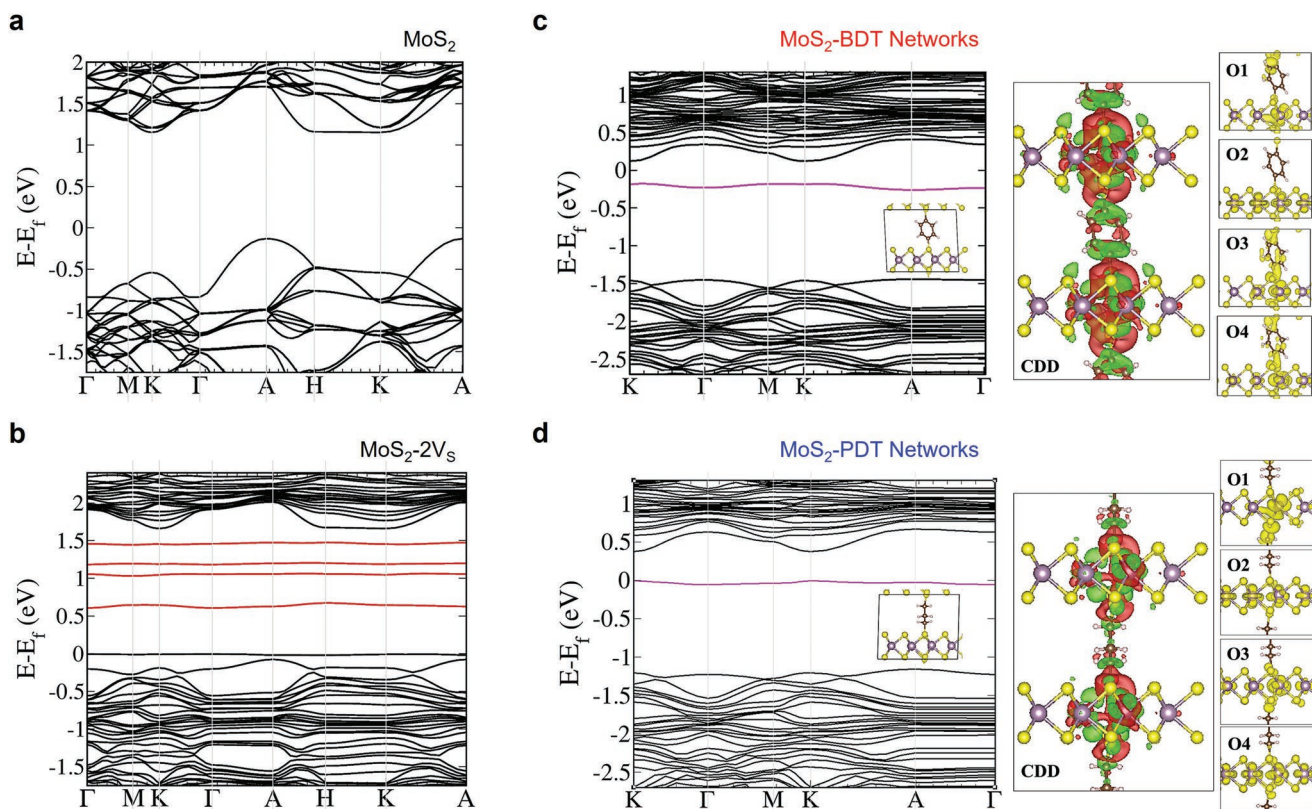 a
MoS2
2
1.5
1
0.5
0
-0.5
-1
-1.5
E-Ef (eV)
Γ M K Γ A H K A
b
MoS2-2VS
2
1.5
1
0.5
0
-0.5
-1
-1.5
E-Ef (eV)
Γ M K Γ A H K A
c
MoS2-BDT Networks
1
0.5
0
-0.5
-1
-1.5
-2
-2.5
E-Ef (eV)
K Γ M K A Γ
CDD
O1
O2
O3
O4
d
MoS2-PDT Networks
1
0.5
0
-0.5
-1
-1.5
-2
-2.5
E-Ef (eV)
K Γ M K A Γ
CDD
O1
O2
O3
O4